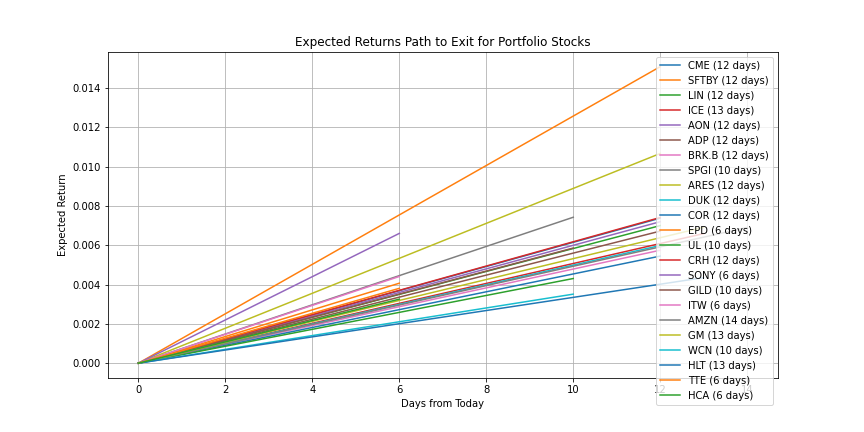 Expected Returns Path to Exit for Portfolio Stocks
Expected Return
0.014
0.012
0.010
0.008
0.006
0.004
0.002
0.000
CME (12 days)
SFTBY (12 days)
LIN (12 days)
ICE (13 days)
AON (12 days)
ADP (12 days)
BRK.B (12 days)
SPGI (10 days)
ARES (12 days)
DUK (12 days)
COR (12 days)
EPD (6 days)
UL (10 days)
CRH (12 days)
SONY (6 days)
GILD (10 days)
ITW (6 days)
AMZN (14 days)
GM (13 days)
WCN (10 days)
HLT (13 days)
TTE (6 days)
HCA (6 days)
0 2 4 6 8 10 12 14
Days from Today